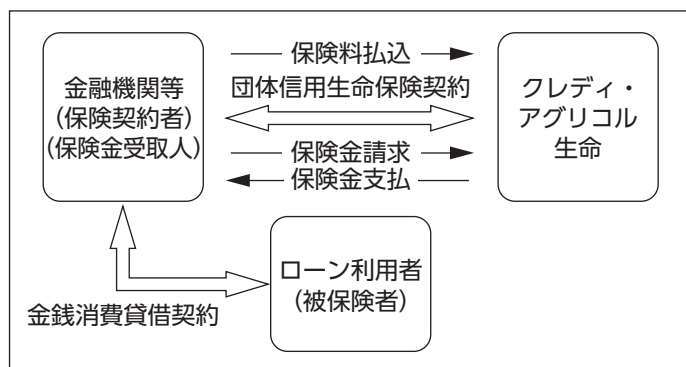 金融機関等
(保険契約者)
(保険金受取人)
保険料払込
団体信用生命保険契約
保険金請求
保険金支払
クレディ・
アグリコル
生命
金銭消費貸借契約
ローン利用者
(被保険者)